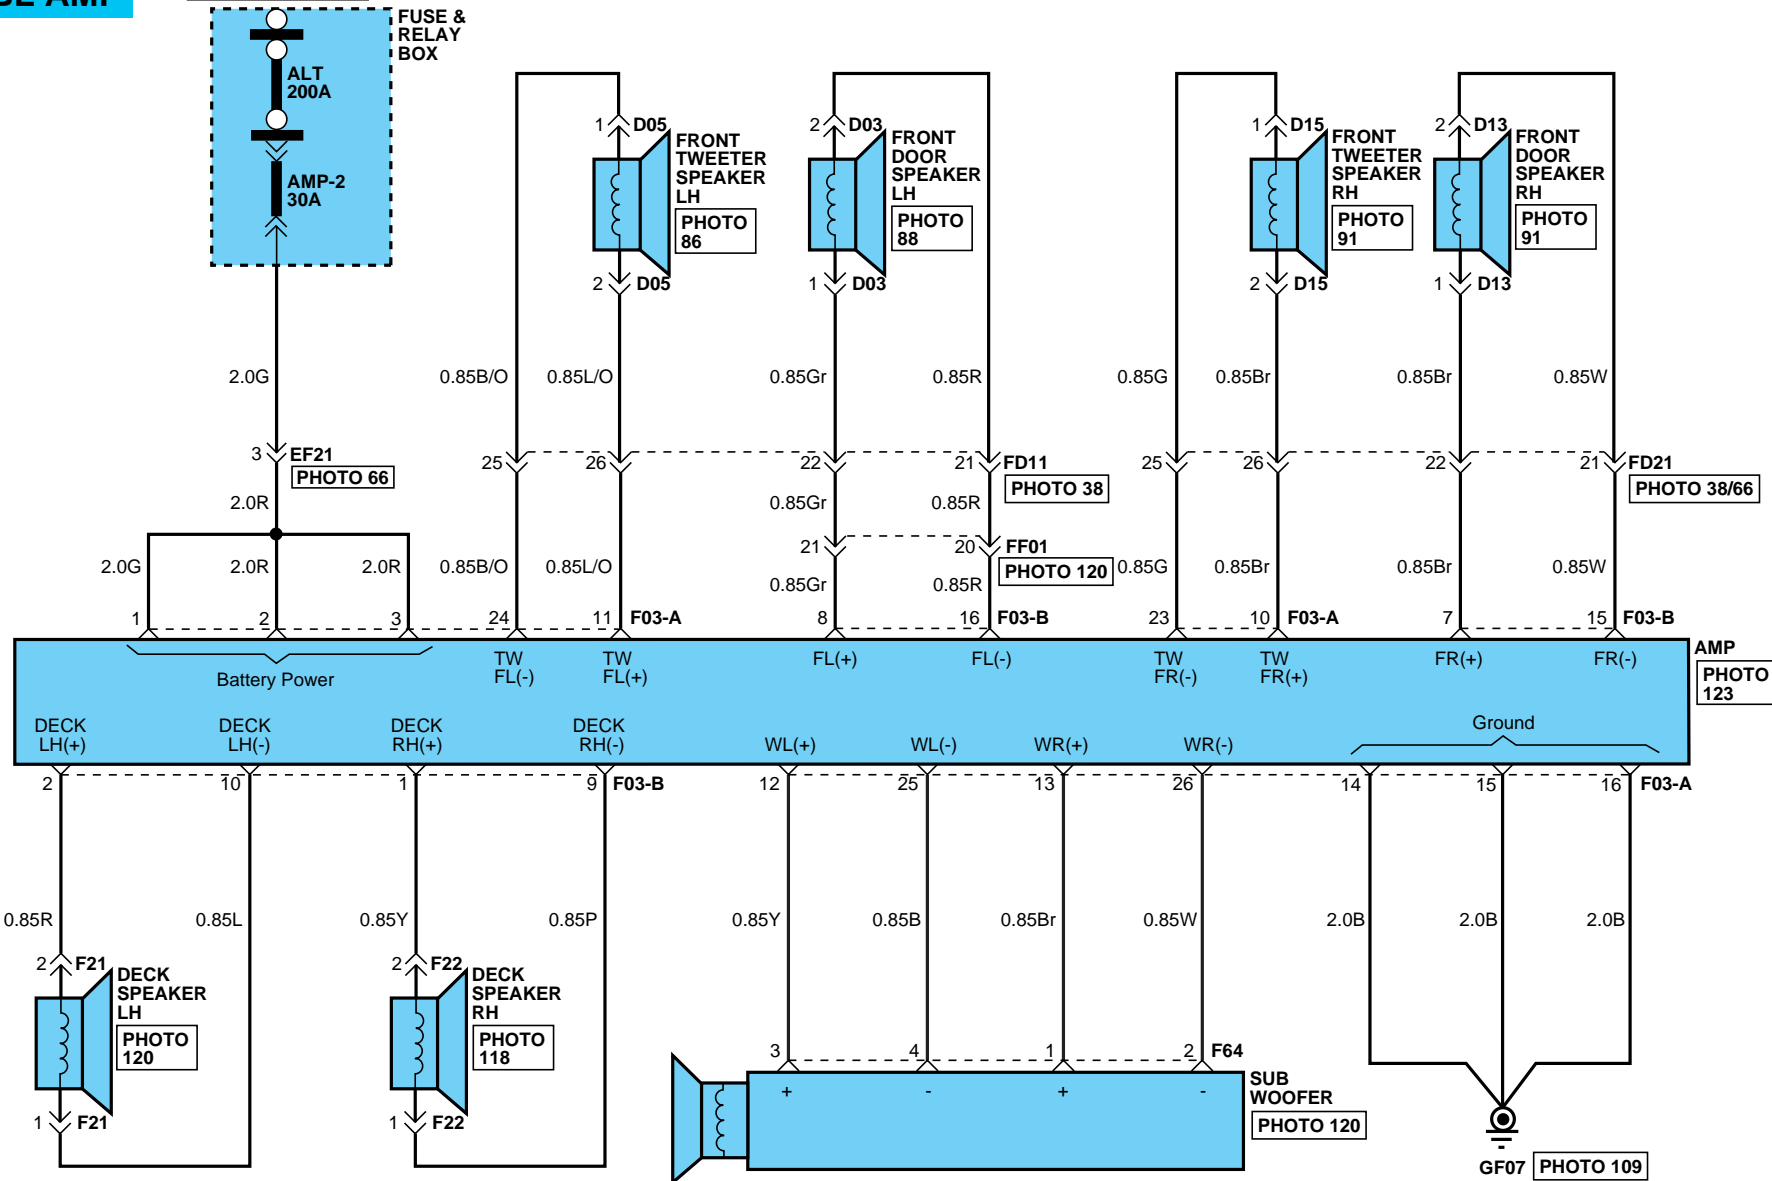 FUSE &
RELAY
BOX
ALT
200A
AMP-2
30A
1 D05
FRONT
TWEETER
SPEAKER
LH
PHOTO
86
2 D05
2 D03
FRONT
DOOR
SPEAKER
LH
PHOTO
88
1 D03
1 D15
FRONT
TWEETER
SPEAKER
RH
PHOTO
91
2 D15
2 D13
FRONT
DOOR
SPEAKER
RH
PHOTO
91
1 D13
2.0G 0.85B/O 0.85L/O 0.85Gr 0.85R 0.85G 0.85Br 0.85Br 0.85W
3 EF21
PHOTO 66
25 26 22 21 FD11
PHOTO 38
25 26 22 21 FD21
PHOTO 38/66
2.0R 0.85Gr 0.85R
21 20 FF01
PHOTO 120
2.0G 2.0R 2.0R 0.85B/O 0.85L/O 0.85Gr 0.85R 0.85G 0.85Br 0.85Br 0.85W
1 2 3 24 11 F03-A 8 16 F03-B 23 10 F03-A 7 15 F03-B
AMP
PHOTO
123
Battery Power
TW
FL(-)
TW
FL(+)
FL(+)
FL(-)
TW
FR(-)
TW
FR(+)
FR(+)
FR(-)
DECK
LH(+)
DECK
LH(-)
DECK
RH(+)
DECK
RH(-)
WL(+)
WL(-)
WR(+)
WR(-)
Ground
2 10 1 9 F03-B 12 25 13 26 14 15 16 F03-A
0.85R 0.85L 0.85Y 0.85P 0.85Y 0.85B 0.85Br 0.85W 2.0B 2.0B 2.0B
2 F21
DECK
SPEAKER
LH
PHOTO
120
1 F21
2 F22
DECK
SPEAKER
RH
PHOTO
118
1 F22
3 4 1 2 F64
+ - + -
SUB
WOOFER
PHOTO 120
GF07 PHOTO 109